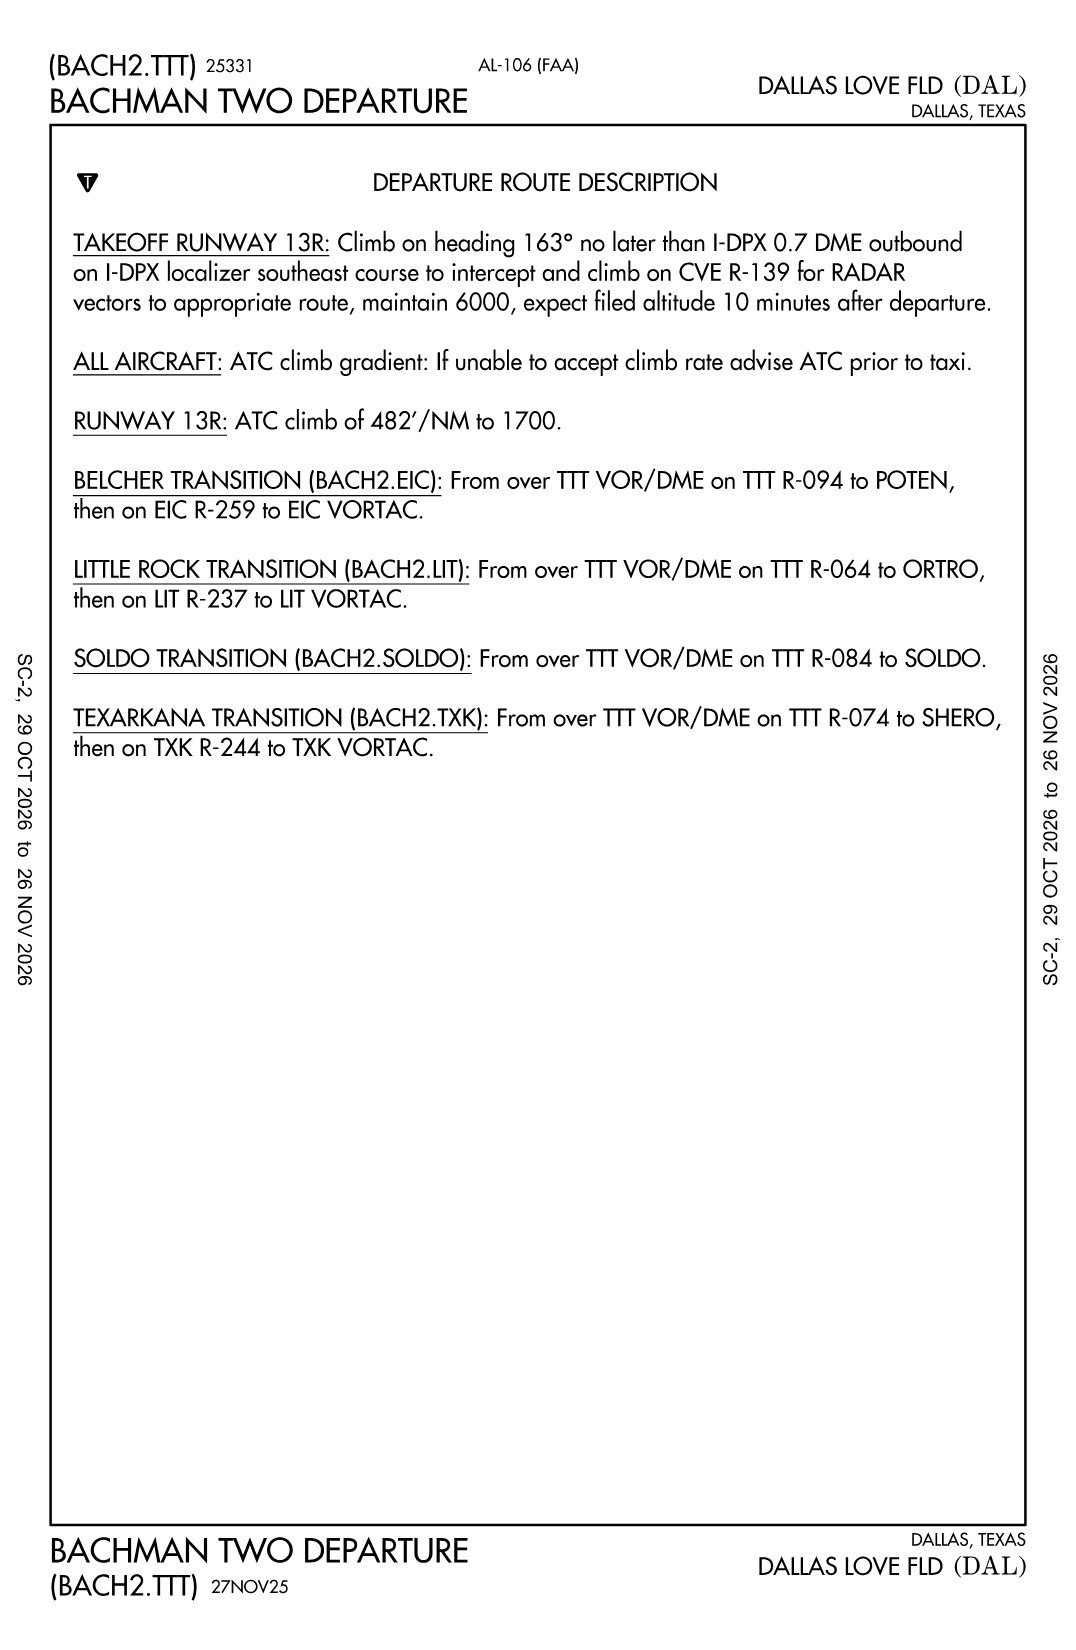 (BACH2.TTT) 25331
AL-106 (FAA)
DALLAS LOVE FLD (DAL)
BACHMAN TWO DEPARTURE
DALLAS, TEXAS
T
DEPARTURE ROUTE DESCRIPTION
TAKEOFF RUNWAY 13R: Climb on heading 163° no later than I-DPX 0.7 DME outbound
on I-DPX localizer southeast course to intercept and climb on CVE R-139 for RADAR
vectors to appropriate route, maintain 6000, expect filed altitude 10 minutes after departure.
ALL AIRCRAFT: ATC climb gradient: If unable to accept climb rate advise ATC prior to taxi.
RUNWAY 13R: ATC climb of 482’/NM to 1700.
BELCHER TRANSITION (BACH2.EIC): From over TTT VOR/DME on TTT R-094 to POTEN,
then on EIC R-259 to EIC VORTAC.
LITTLE ROCK TRANSITION (BACH2.LIT): From over TTT VOR/DME on TTT R-064 to ORTRO,
then on LIT R-237 to LIT VORTAC.
SOLDO TRANSITION (BACH2.SOLDO): From over TTT VOR/DME on TTT R-084 to SOLDO.
TEXARKANA TRANSITION (BACH2.TXK): From over TTT VOR/DME on TTT R-074 to SHERO,
then on TXK R-244 to TXK VORTAC.
SC-2, 29 OCT 2026 to 26 NOV 2026
SC-2, 29 OCT 2026 to 26 NOV 2026
BACHMAN TWO DEPARTURE
DALLAS, TEXAS
DALLAS LOVE FLD (DAL)
(BACH2.TTT) 27NOV25